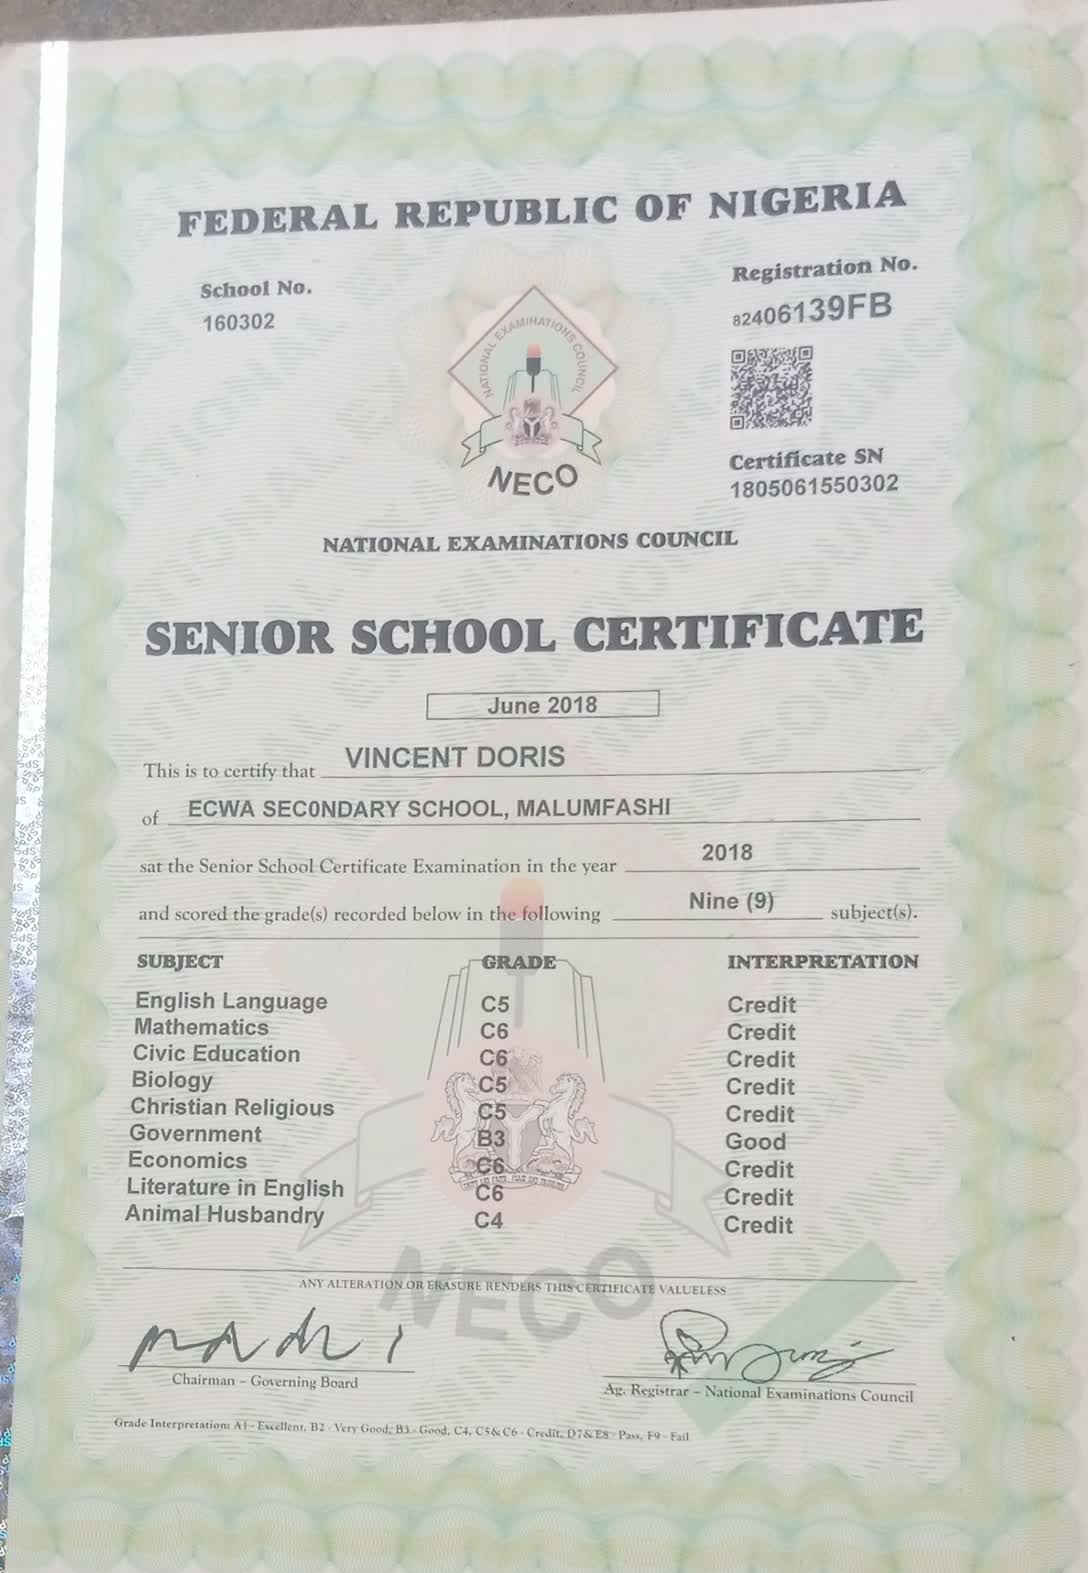 FEDERAL REPUBLIC OF NIGERIA
School No.
160302
Registration No.
82406139FB
NATIONAL EXAMINATIONS COUNCIL
NECO
Certificate SN
1805061550302
NATIONAL EXAMINATIONS COUNCIL
SENIOR SCHOOL CERTIFICATE
June 2018
This is to certify that VINCENT DORIS
of ECWA SEC0NDARY SCHOOL, MALUMFASHI
sat the Senior School Certificate Examination in the year 2018
and scored the grade(s) recorded below in the following Nine (9) subject(s).
SUBJECT GRADE INTERPRETATION
English Language C5 Credit
Mathematics C6 Credit
Civic Education C6 Credit
Biology C5 Credit
Christian Religious C5 Credit
Government B3 Good
Economics C6 Credit
Literature in English C6 Credit
Animal Husbandry C4 Credit
NECO
ANY ALTERATION OR ERASURE RENDERS THIS CERTIFICATE VALUELESS
Chairman – Governing Board
Ag. Registrar – National Examinations Council
Grade Interpretation: A1 - Excellent, B2 - Very Good, B3 - Good, C4, C5 & C6 - Credit, D7 & E8 - Pass, F9 - Fail